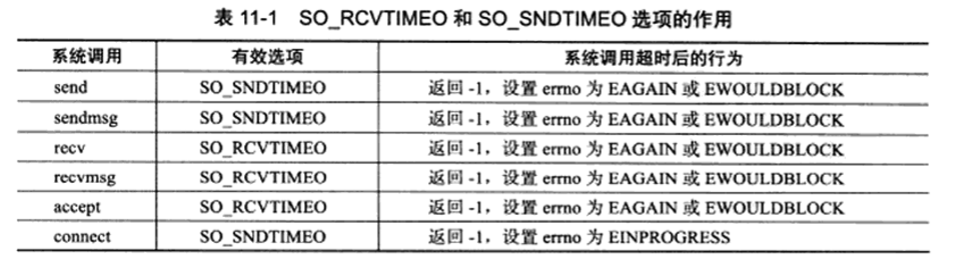 表 11-1 SO_RCVTIMEO 和 SO_SNDTIMEO 选项的作用
系统调用 有效选项 系统调用超时后的行为
send SO_SNDTIMEO 返回 -1，设置 errno 为 EAGAIN 或 EWOULDBLOCK
sendmsg SO_SNDTIMEO 返回 -1，设置 errno 为 EAGAIN 或 EWOULDBLOCK
recv SO_RCVTIMEO 返回 -1，设置 errno 为 EAGAIN 或 EWOULDBLOCK
recvmsg SO_RCVTIMEO 返回 -1，设置 errno 为 EAGAIN 或 EWOULDBLOCK
accept SO_RCVTIMEO 返回 -1，设置 errno 为 EAGAIN 或 EWOULDBLOCK
connect SO_SNDTIMEO 返回 -1，设置 errno 为 EINPROGRESS